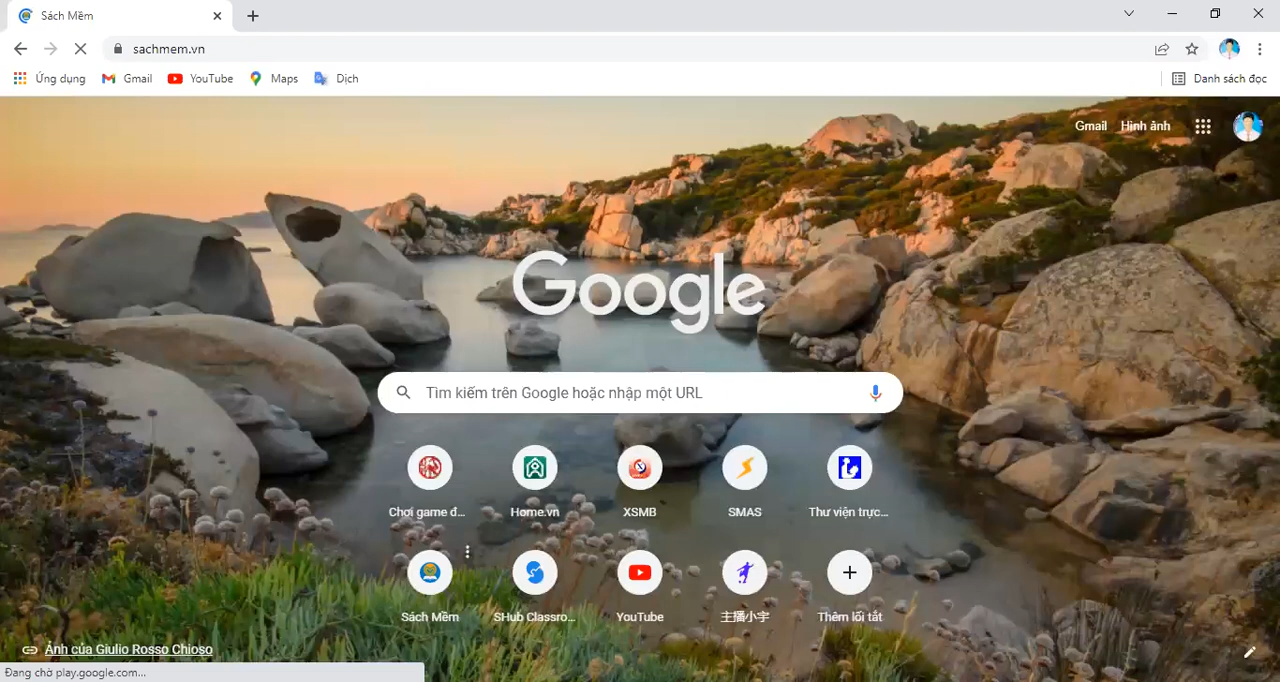 Sách Mềm
sachmem.vn
Ứng dụng Gmail YouTube Maps Dịch Danh sách đọc
Gmail Hình ảnh
Google
Tìm kiếm trên Google hoặc nhập một URL
Chơi game đ... Home.vn XSMB SMAS Thư viện trực...
Sách Mềm SHub Classro... YouTube 主播小宇 Thêm lối tắt
Ảnh của Giulio Rosso Chioso
Đang chờ play.google.com...